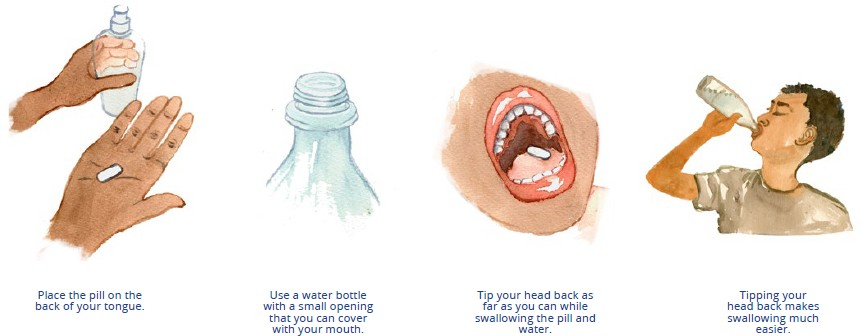 Place the pill on the
back of your tongue.
Use a water bottle
with a small opening
that you can cover
with your mouth.
Tip your head back as
far as you can while
swallowing the pill and
water.
Tipping your
head back makes
swallowing much
easier.